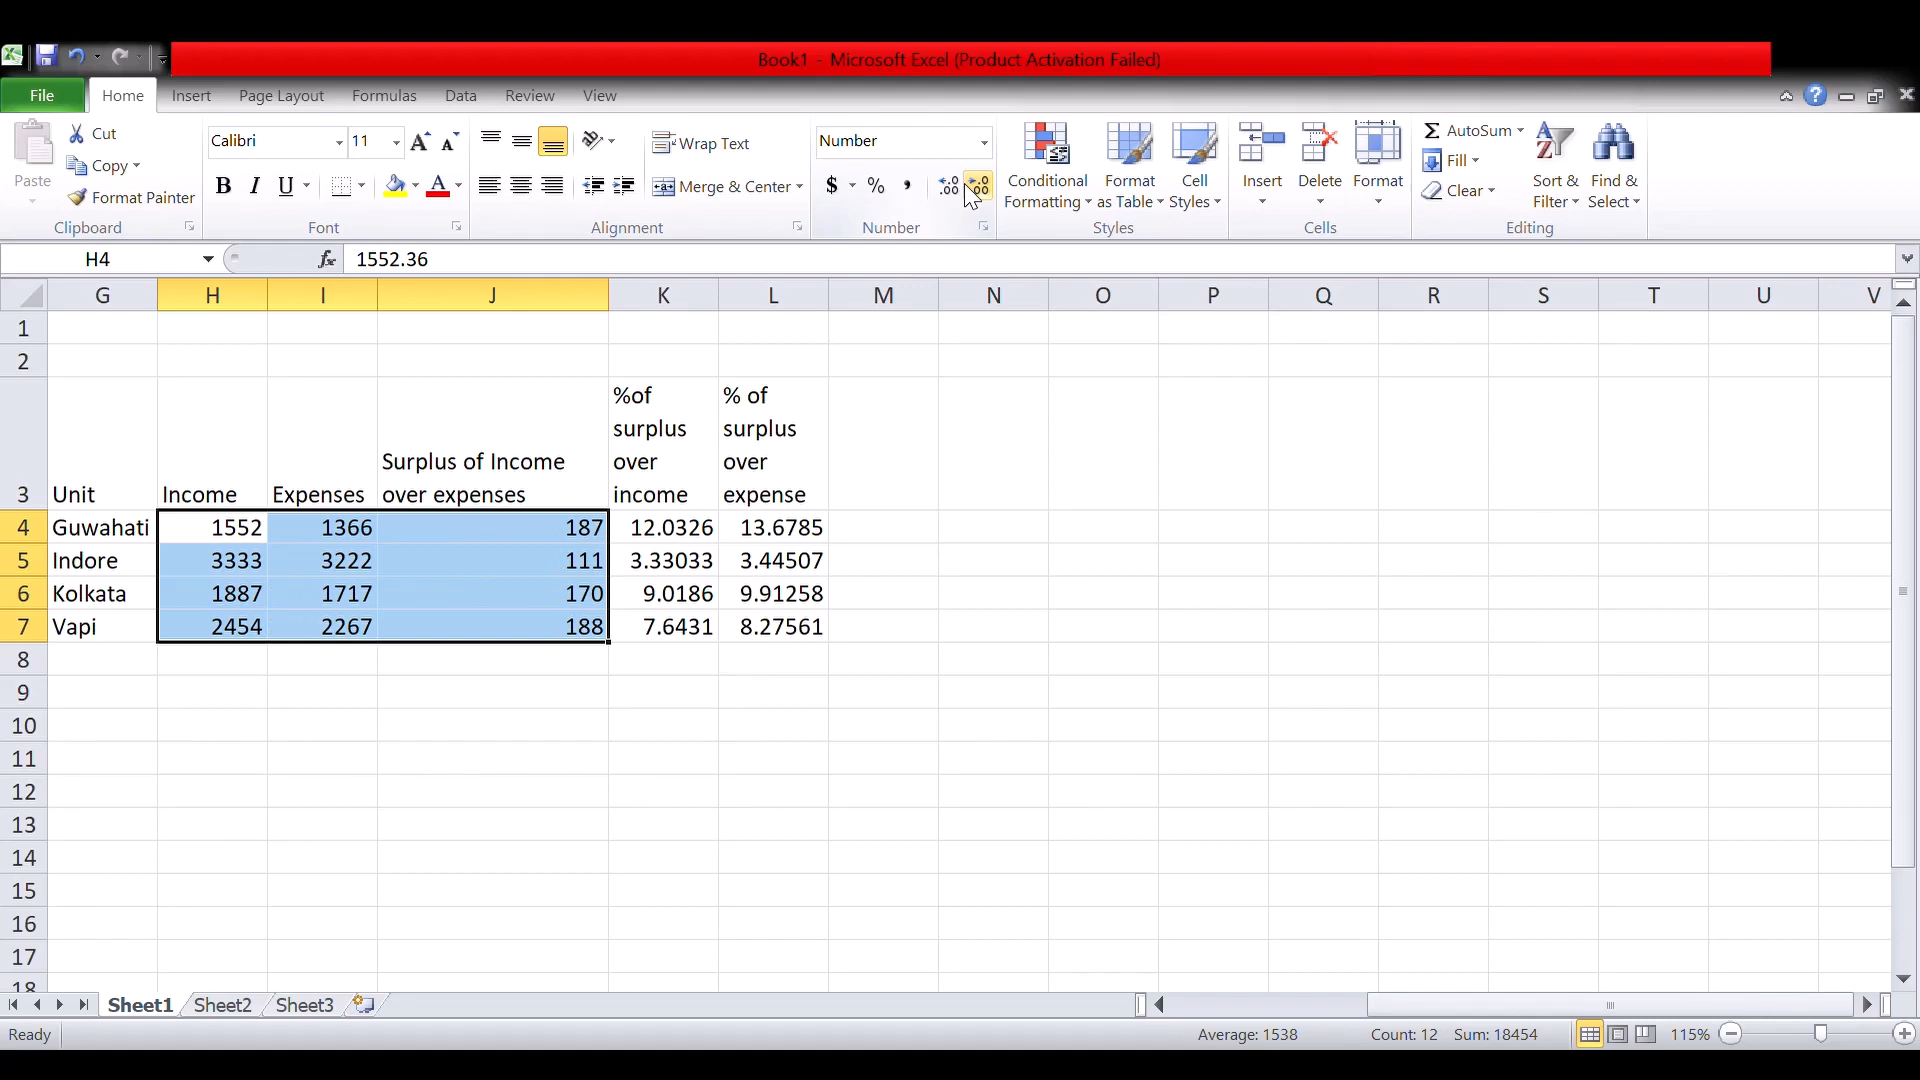 Book1 - Microsoft Excel (Product Activation Failed)
File Home Insert Page Layout Formulas Data Review View
Paste Cut Copy Format Painter
Calibri 11
B I U A A A
Wrap Text
Merge & Center
Number
$ % , .0 .00 .00 .0
Conditional Formatting Format as Table Cell Styles
Insert Delete Format
Σ AutoSum Fill Clear
Sort & Filter Find & Select
Clipboard Font Alignment Number Styles Cells Editing
H4 fx 1552.36
G H I J K L M N O P Q R S T U V
1
2
3 Unit Income Expenses Surplus of Income over expenses %of surplus over income % of surplus over expense
4 Guwahati 1552 1366 187 12.0326 13.6785
5 Indore 3333 3222 111 3.33033 3.44507
6 Kolkata 1887 1717 170 9.0186 9.91258
7 Vapi 2454 2267 188 7.6431 8.27561
8
9
10
11
12
13
14
15
16
17
18
Sheet1 Sheet2 Sheet3
Ready Average: 1538 Count: 12 Sum: 18454 115%